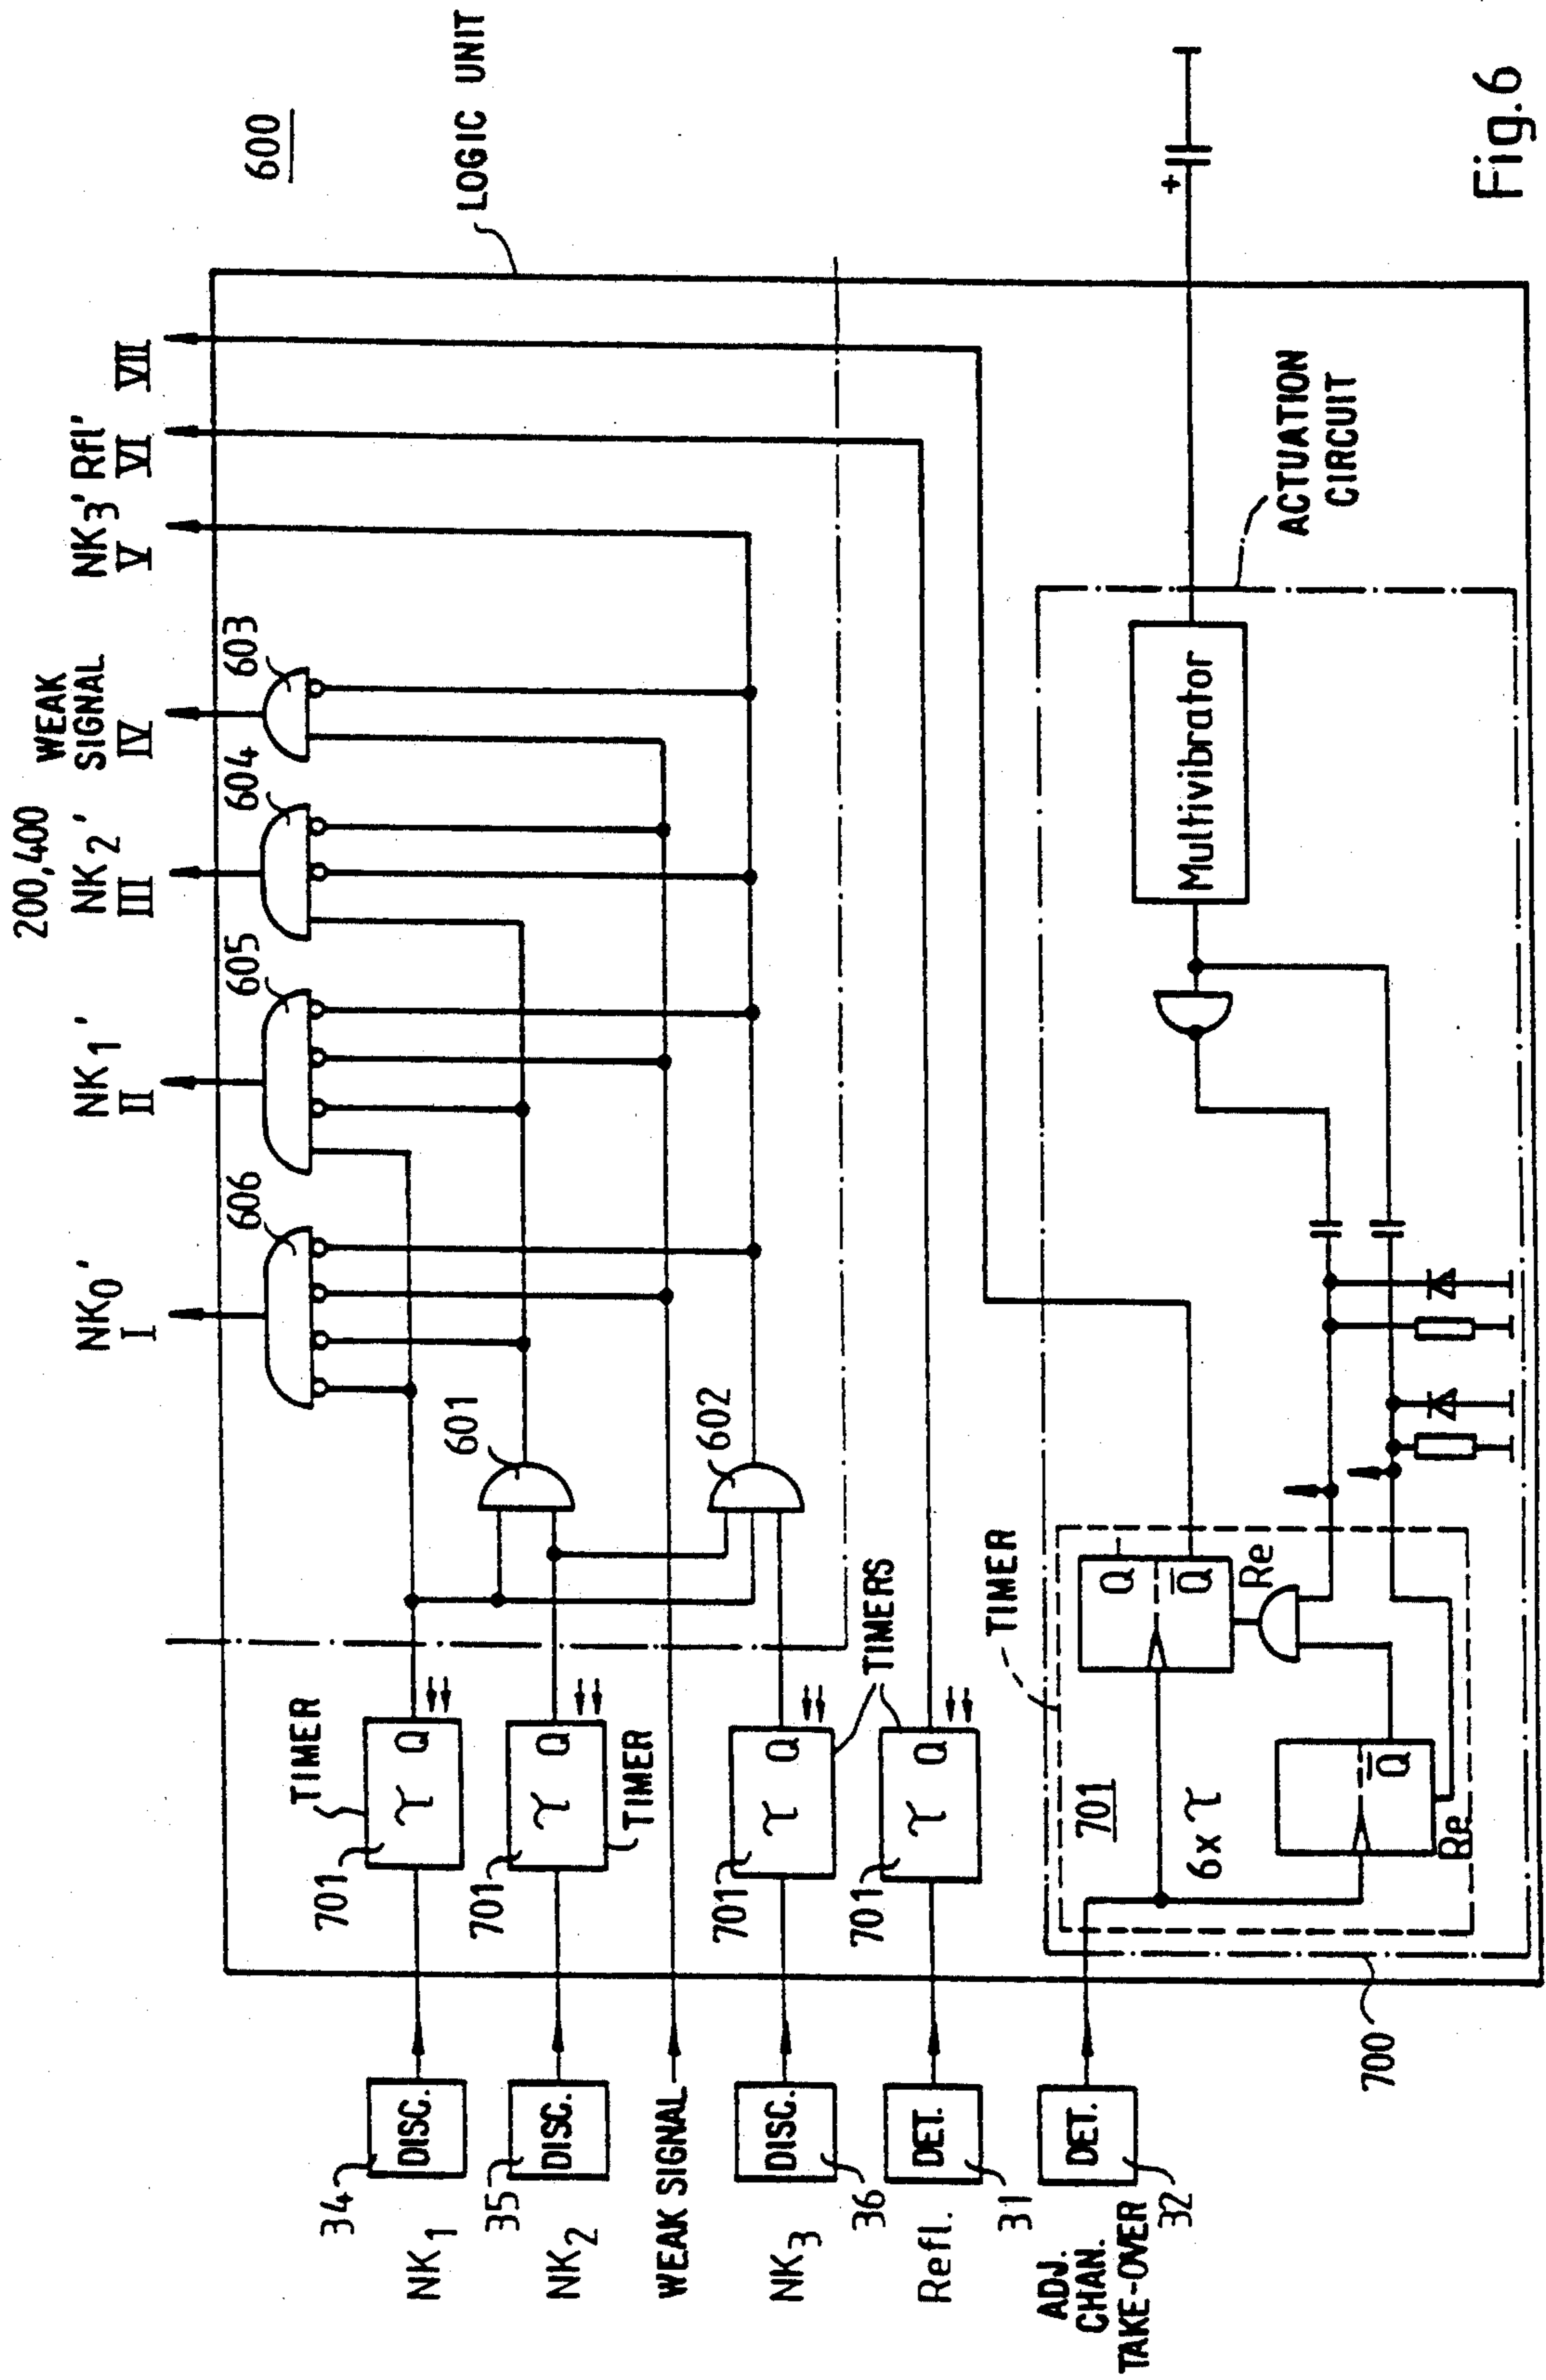 600
LOGIC UNIT
200,400
NK0'
I
NK1'
II
NK2'
III
WEAK
SIGNAL
IV
NK3'
V
Rfl'
VI
VII
606
605
604
603
601
602
34
DISC.
NK1
701
τ
Q
TIMER
35
DISC.
NK2
701
τ
Q
TIMER
WEAK SIGNAL
36
DISC.
NK3
701
τ
Q
TIMERS
31
DET.
Refl.
701
τ
Q
32
DET.
ADJ.
CHAN.
TAKE-OVER
700
TIMER
701
6xτ
Q
Q̅
Re
Q̅
Re
Multivibrator
ACTUATION
CIRCUIT
+
Fig.6